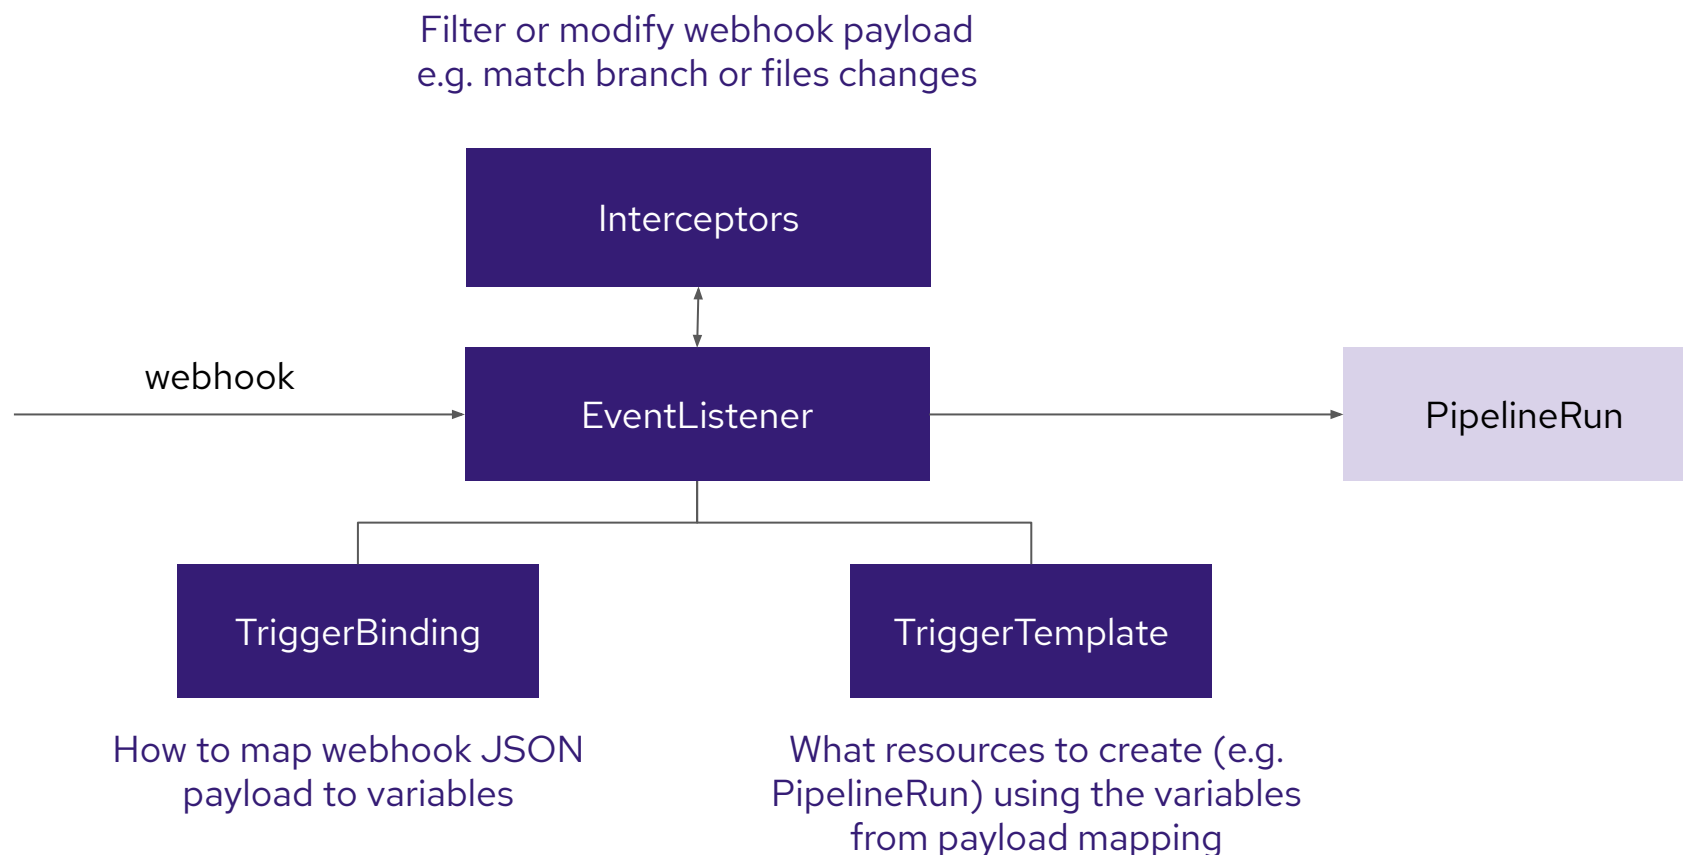 Filter or modify webhook payload
e.g. match branch or files changes
Interceptors
webhook
EventListener
PipelineRun
TriggerBinding
TriggerTemplate
How to map webhook JSON
payload to variables
What resources to create (e.g.
PipelineRun) using the variables
from payload mapping